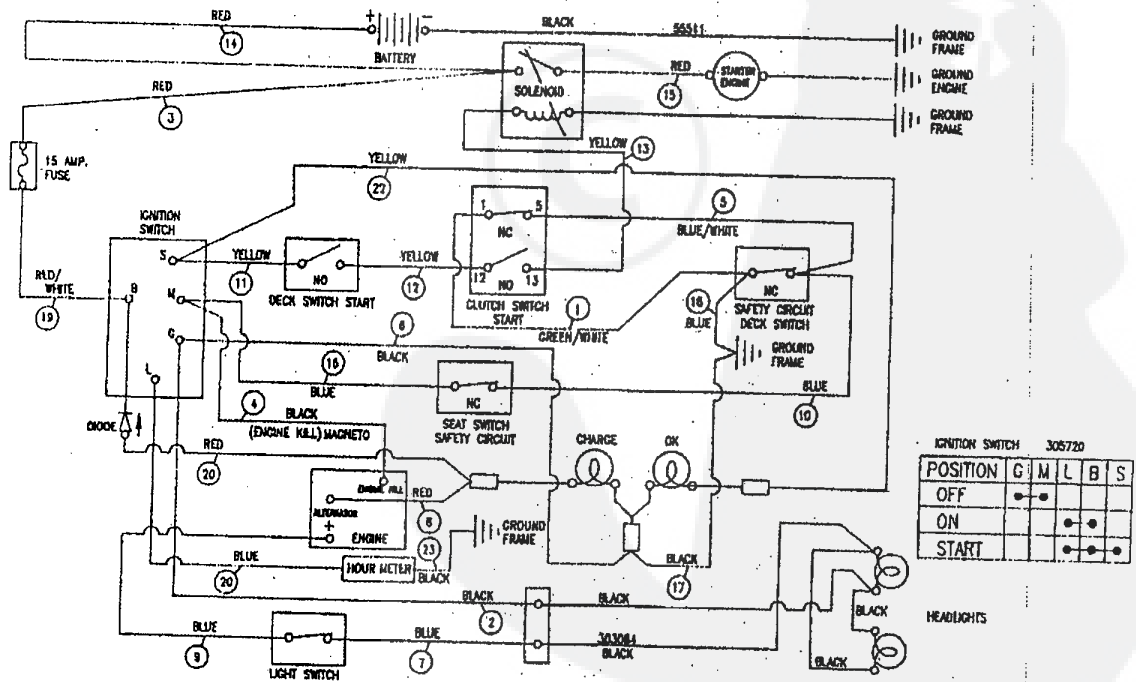 RED
14
+
−
BATTERY
BLACK
55511
GROUND
FRAME
RED
15
STARTER
ENGINE
GROUND
ENGINE
SOLENOID
GROUND
FRAME
RED
3
15 AMP.
FUSE
YELLOW
13
YELLOW
22
IGNITION
SWITCH
S
B
M
G
L
YELLOW
11
NO
DECK SWITCH START
YELLOW
12
1
5
NC
12
13
NO
CLUTCH SWITCH
START
5
BLUE/WHITE
RED/
WHITE
19
1
GREEN/WHITE
18
BLUE
NC
SAFETY CIRCUIT
DECK SWITCH
GROUND
FRAME
6
BLACK
16
BLUE
NC
SEAT SWITCH
SAFETY CIRCUIT
BLUE
10
4
BLACK
(ENGINE KILL) MAGNETO
DIODE
RED
20
CHARGE
OK
ENGINE KILL
ALTERNATOR
+
ENGINE
RED
8
23
BLACK
GROUND
FRAME
BLUE
20
HOUR METER
BLACK
17
BLACK
2
BLACK
BLUE
9
LIGHT SWITCH
BLUE
7
303084
BLACK
BLACK
BLACK
HEADLIGHTS
IGNITION SWITCH 305720
POSITION G M L B S
OFF
ON
START